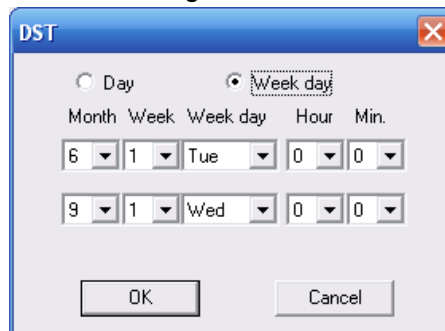 DST
Day Week day
Month Week Week day Hour Min.
6 1 Tue 0 0
9 1 Wed 0 0
OK Cancel